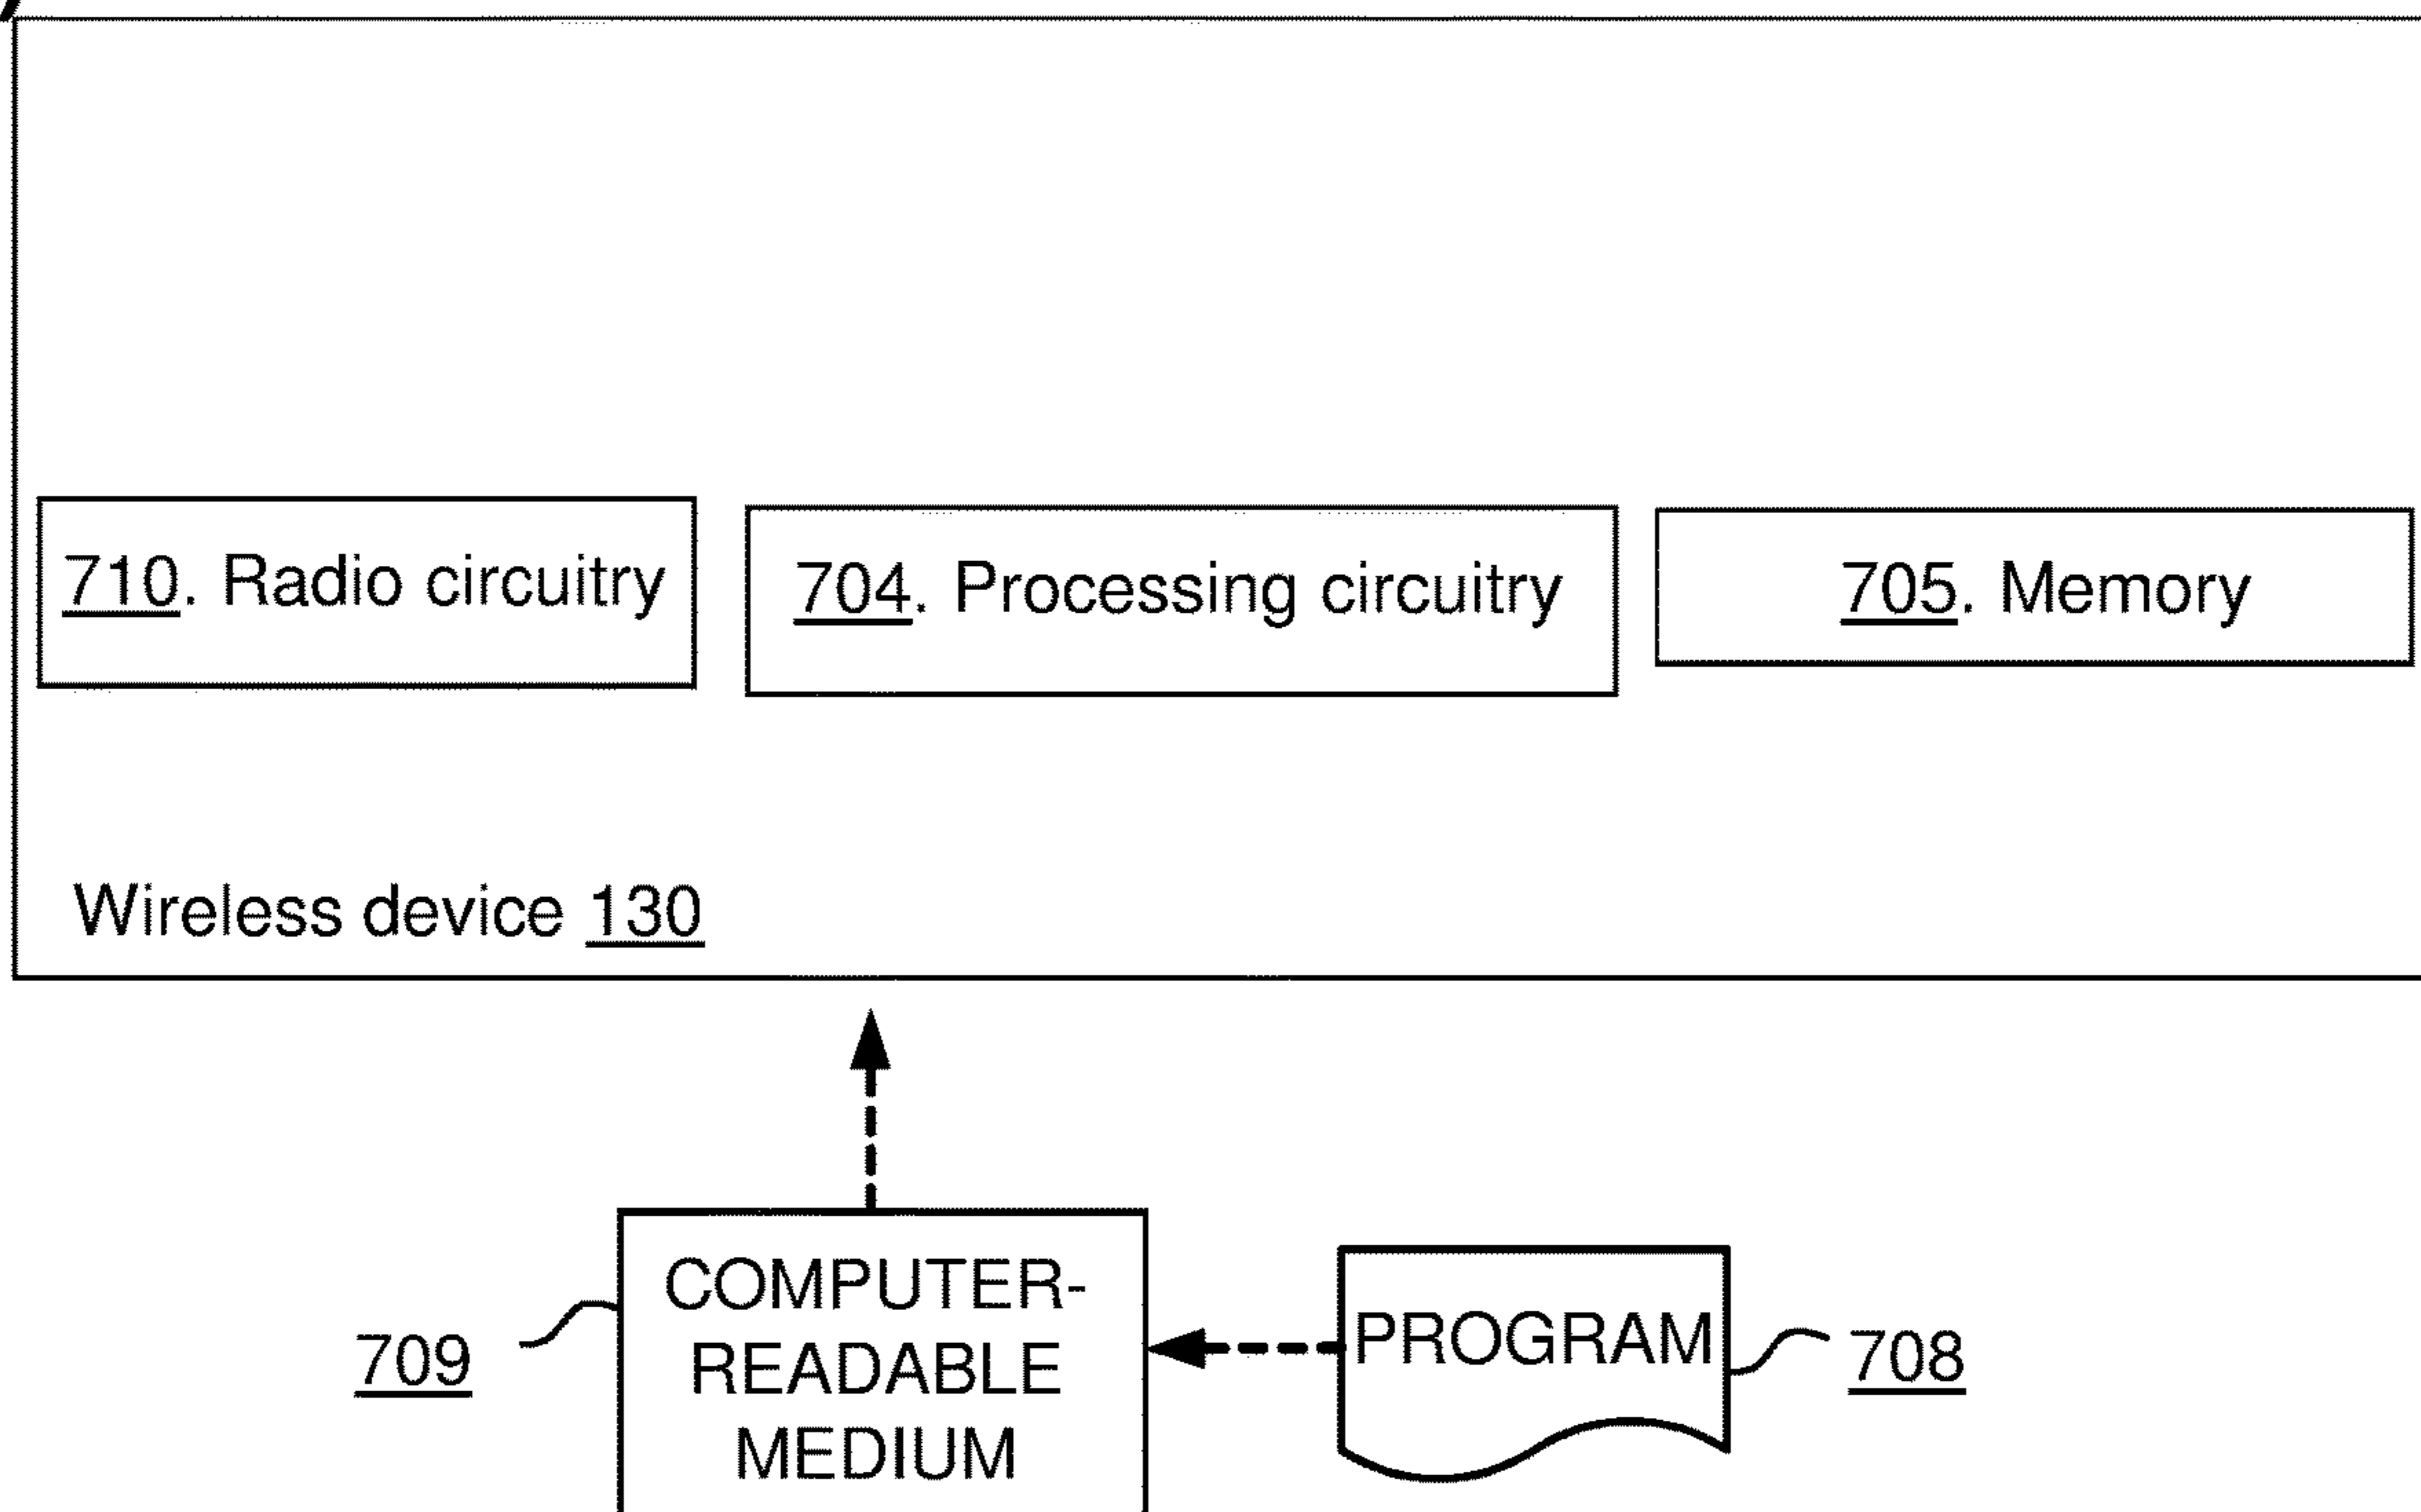 710. Radio circuitry
704. Processing circuitry
705. Memory
Wireless device 130
COMPUTER-
READABLE
MEDIUM
709
PROGRAM
708